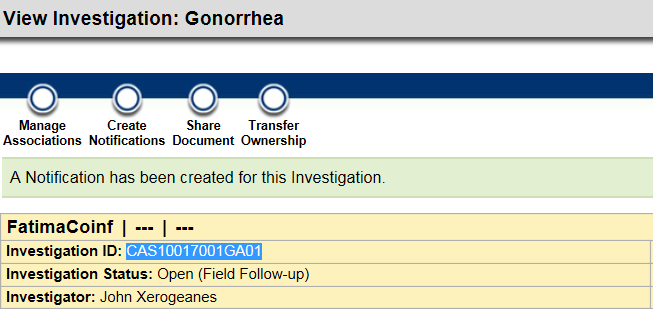 View Investigation: Gonorrhea
Manage Associations
Create Notifications
Share Document
Transfer Ownership
A Notification has been created for this Investigation.
FatimaCoinf | --- | ---
Investigation ID: CAS10017001GA01
Investigation Status: Open (Field Follow-up)
Investigator: John Xerogeanes